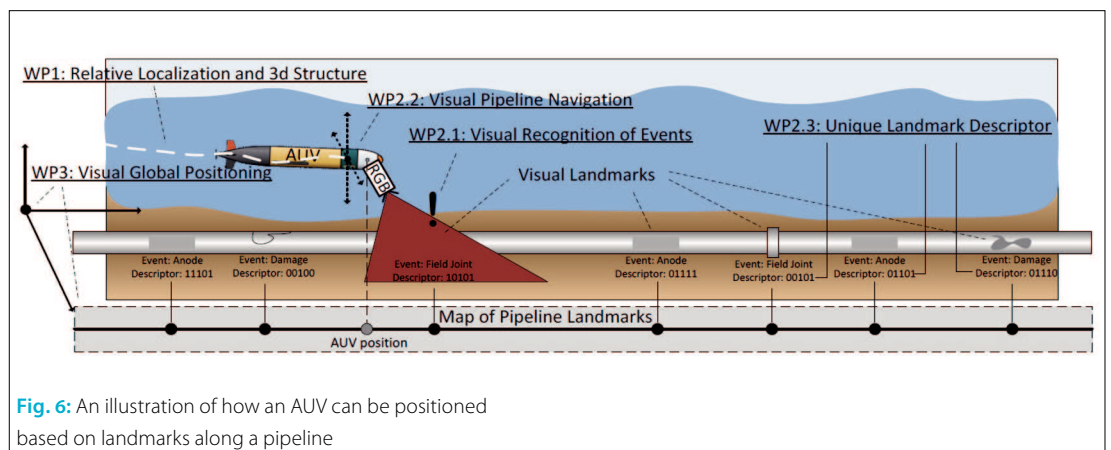 WP1: Relative Localization and 3d Structure
WP2.2: Visual Pipeline Navigation
WP2.1: Visual Recognition of Events
WP2.3: Unique Landmark Descriptor
AUV
WP3: Visual Global Positioning
RGB
Visual Landmarks
Event: Anode
Descriptor: 11101
Event: Damage
Descriptor: 00100
Event: Field Joint
Descriptor: 10101
Event: Anode
Descriptor: 01111
Event: Field Joint
Descriptor: 00101
Event: Anode
Descriptor: 01101
Event: Damage
Descriptor: 01110
Map of Pipeline Landmarks
AUV position
Fig. 6: An illustration of how an AUV can be positioned
based on landmarks along a pipeline